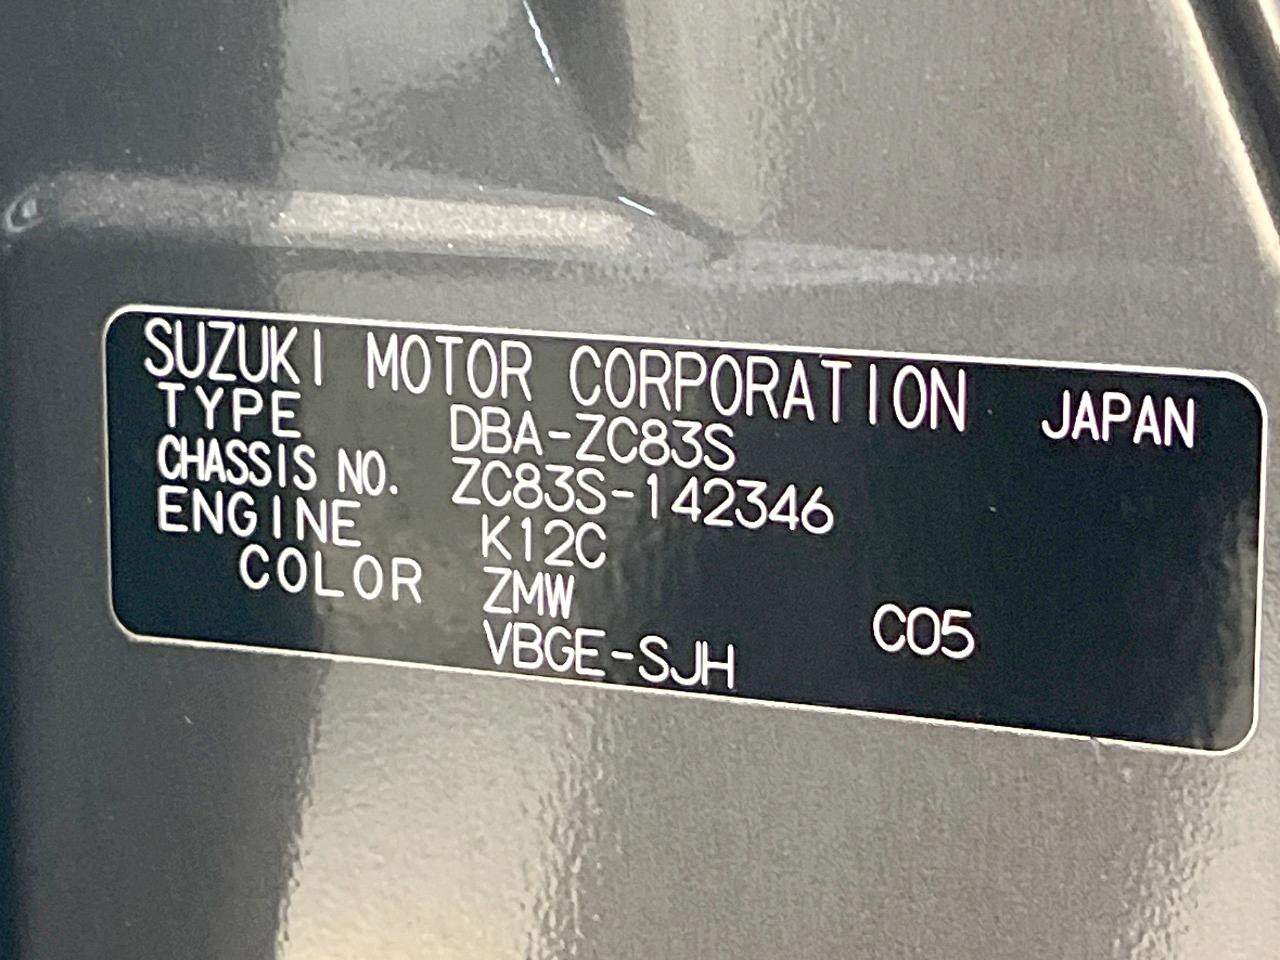 SUZUKI MOTOR CORPORATION JAPAN
TYPE DBA-ZC83S
CHASSIS NO. ZC83S-142346
ENGINE K12C
COLOR ZMW
VBGE-SJH C05